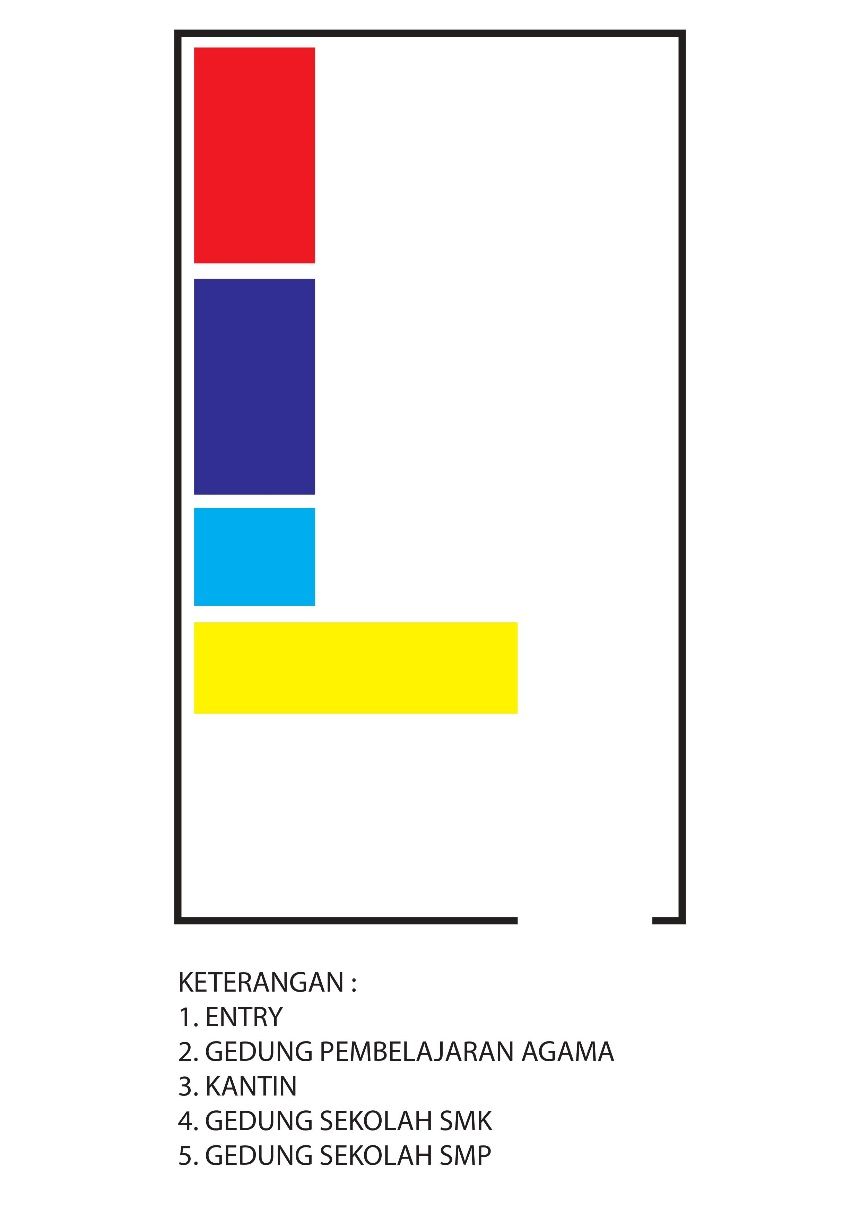 KETERANGAN :
1. ENTRY
2. GEDUNG PEMBELAJARAN AGAMA
3. KANTIN
4. GEDUNG SEKOLAH SMK
5. GEDUNG SEKOLAH SMP